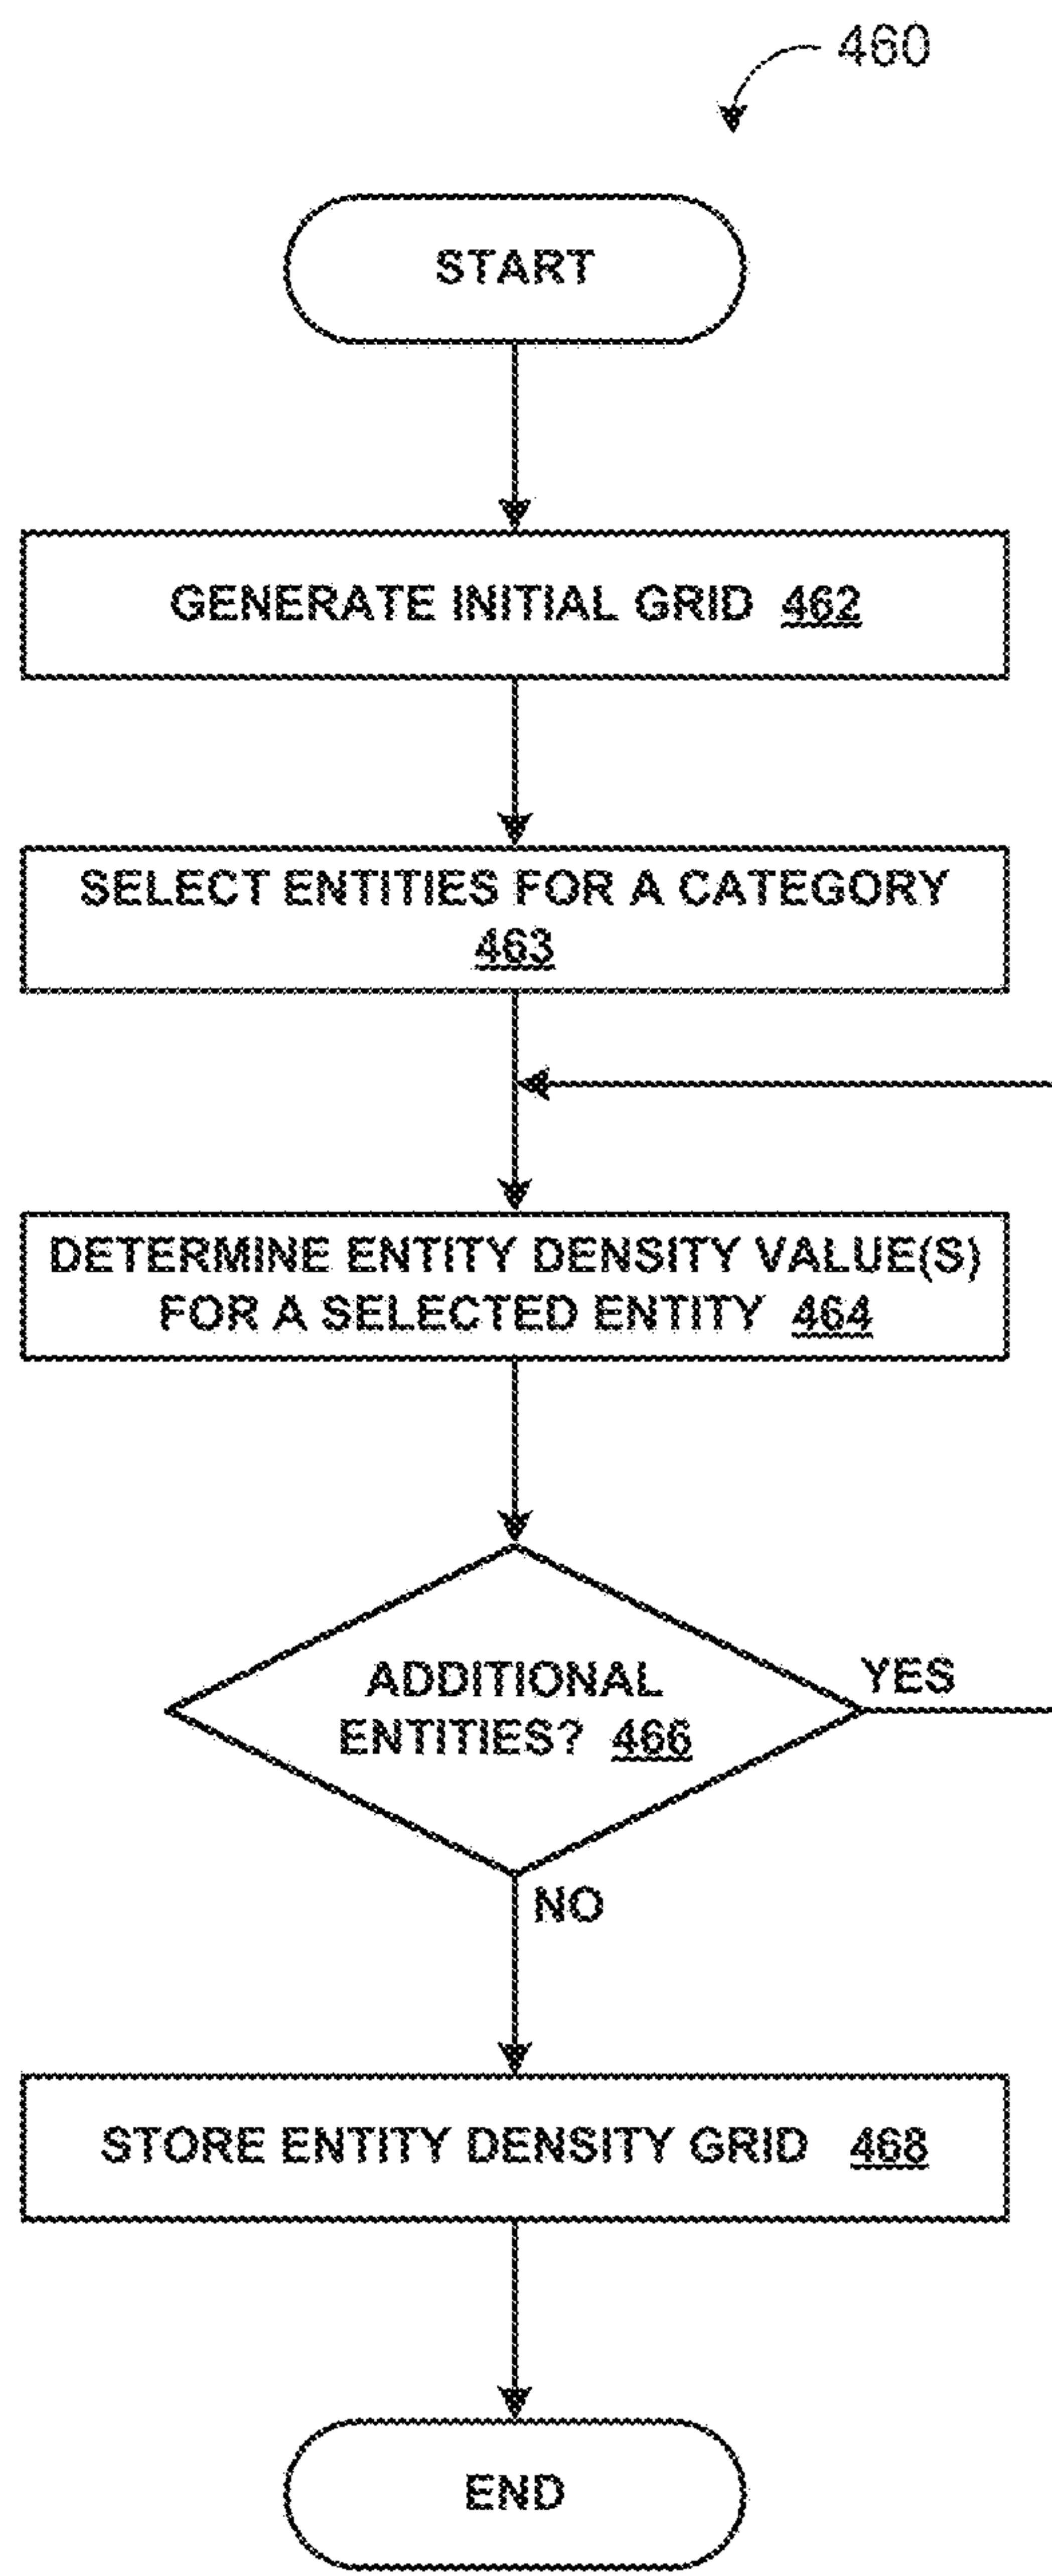 460
START
GENERATE INITIAL GRID 462
SELECT ENTITIES FOR A CATEGORY
463
DETERMINE ENTITY DENSITY VALUE(S)
FOR A SELECTED ENTITY 464
ADDITIONAL
ENTITIES? 466
YES
NO
STORE ENTITY DENSITY GRID 468
END